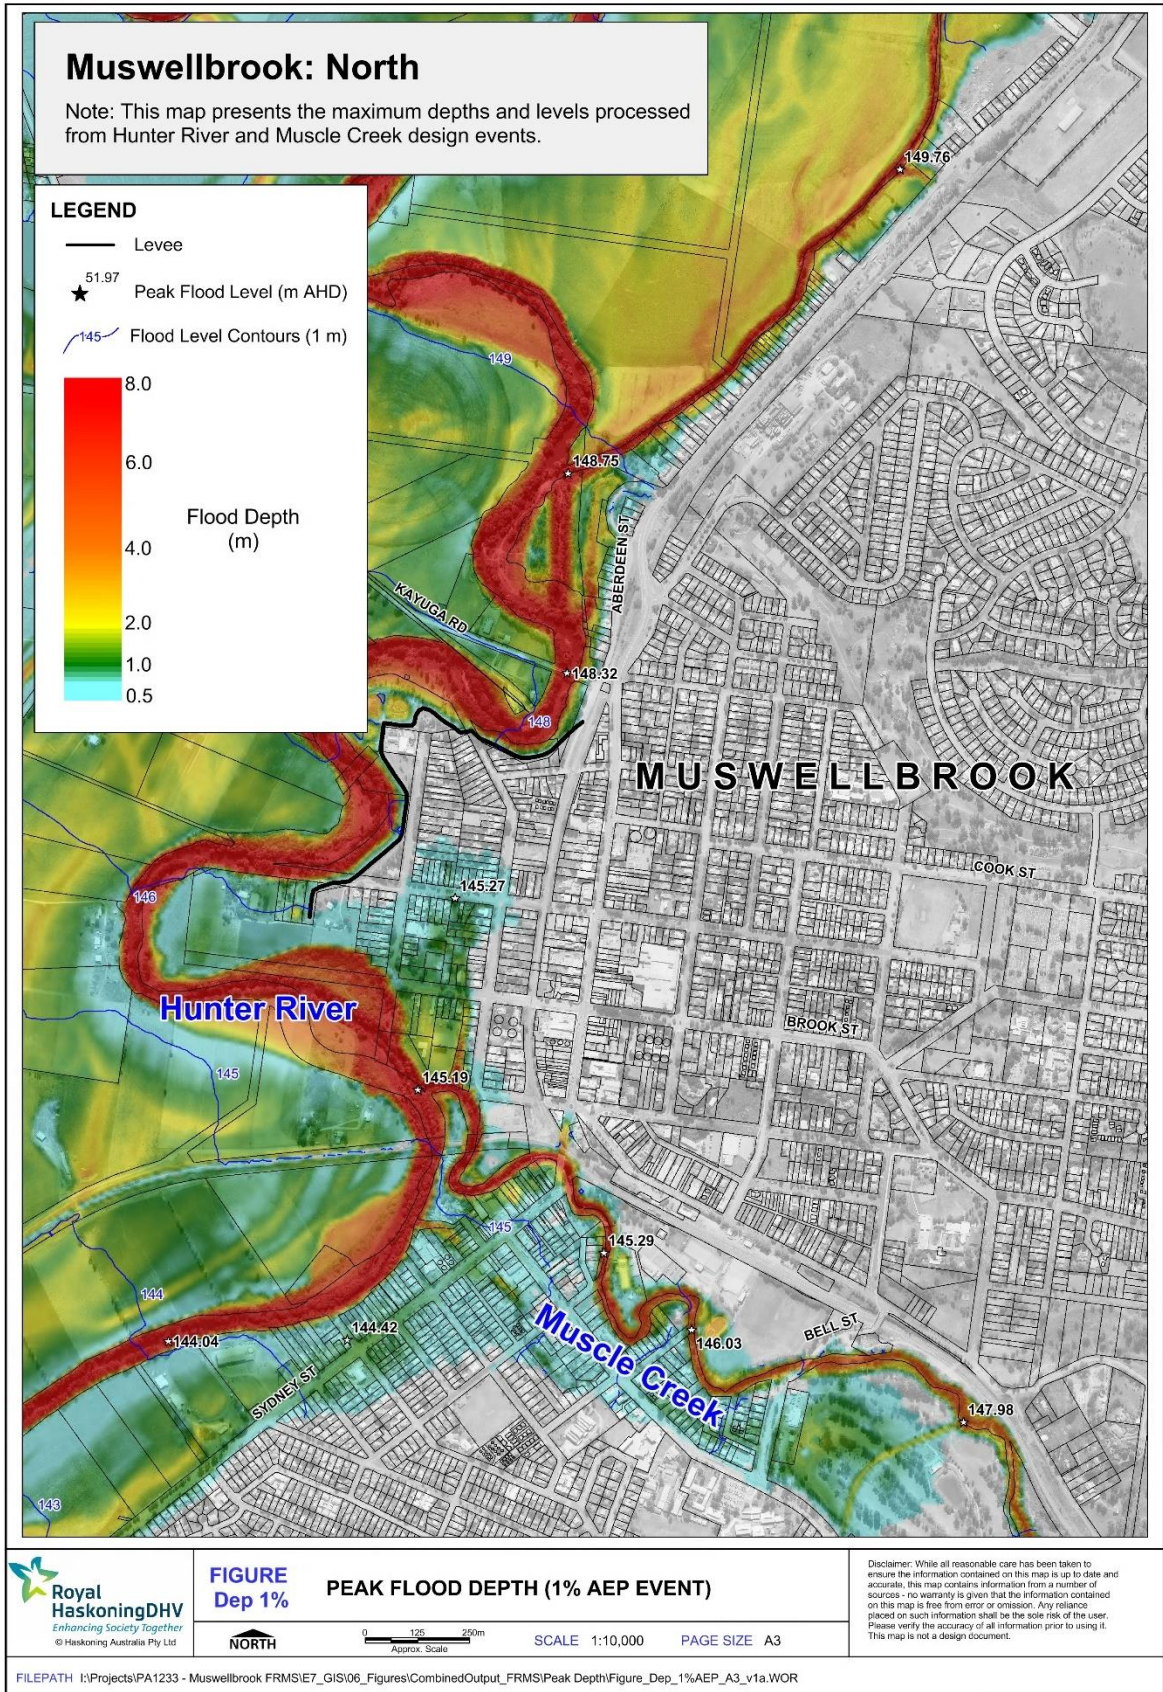 Muswellbrook: North
Note: This map presents the maximum depths and levels processed
from Hunter River and Muscle Creek design events.
LEGEND
Levee
51.97
Peak Flood Level (m AHD)
145
Flood Level Contours (1 m)
8.0
6.0
4.0
2.0
1.0
0.5
Flood Depth
(m)
149.76
149
148.75
ABERDEEN ST
KAYUGA RD
148.32
148
MUSWELLBROOK
COOK ST
145.27
146
Hunter River
BROOK ST
145
145.19
145
145.29
144
144.04
144.42
Muscle Creek
146.03
BELL ST
SYDNEY ST
147.98
143
Royal
HaskoningDHV
Enhancing Society Together
© Haskoning Australia Pty Ltd
FIGURE
Dep 1%
PEAK FLOOD DEPTH (1% AEP EVENT)
NORTH
0 125 250m
Approx. Scale
SCALE 1:10,000
PAGE SIZE A3
Disclaimer: While all reasonable care has been taken to
ensure the information contained on this map is up to date and
accurate, this map contains information from a number of
sources - no warranty is given that the information contained
on this map is free from error or omission. Any reliance
placed on such information shall be the sole risk of the user.
Please verify the accuracy of all information prior to using it.
This map is not a design document.
FILEPATH I:\Projects\PA1233 - Muswellbrook FRMS\E7_GIS\06_Figures\CombinedOutput_FRMS\Peak Depth\Figure_Dep_1%AEP_A3_v1a.WOR